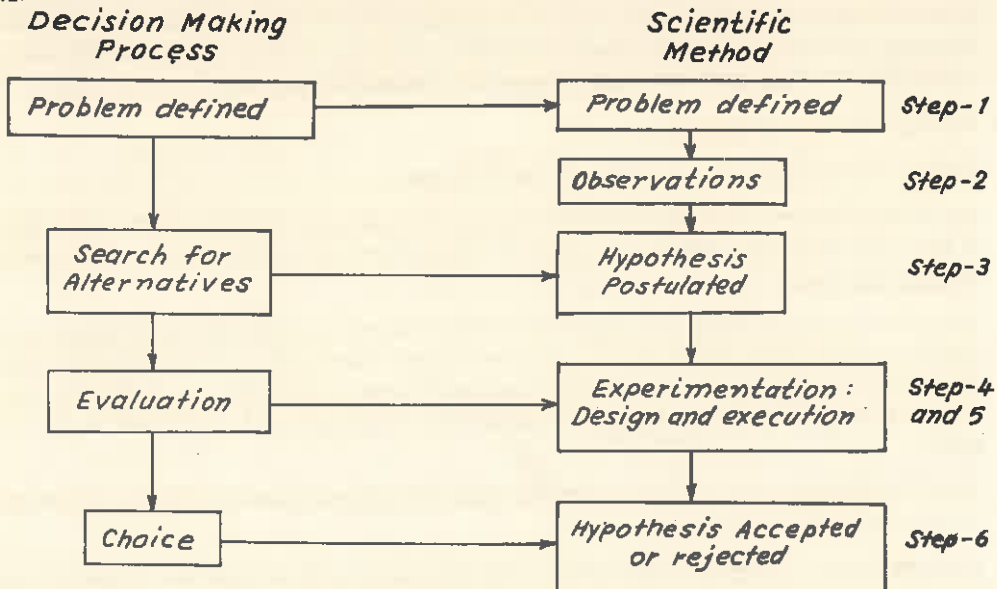 Decision Making
Process
Scientific
Method
Problem defined
Problem defined
Step-1
Observations
Step-2
Search for
Alternatives
Hypothesis
Postulated
Step-3
Evaluation
Experimentation :
Design and execution
Step-4
and 5
Choice
Hypothesis Accepted
or rejected
Step-6